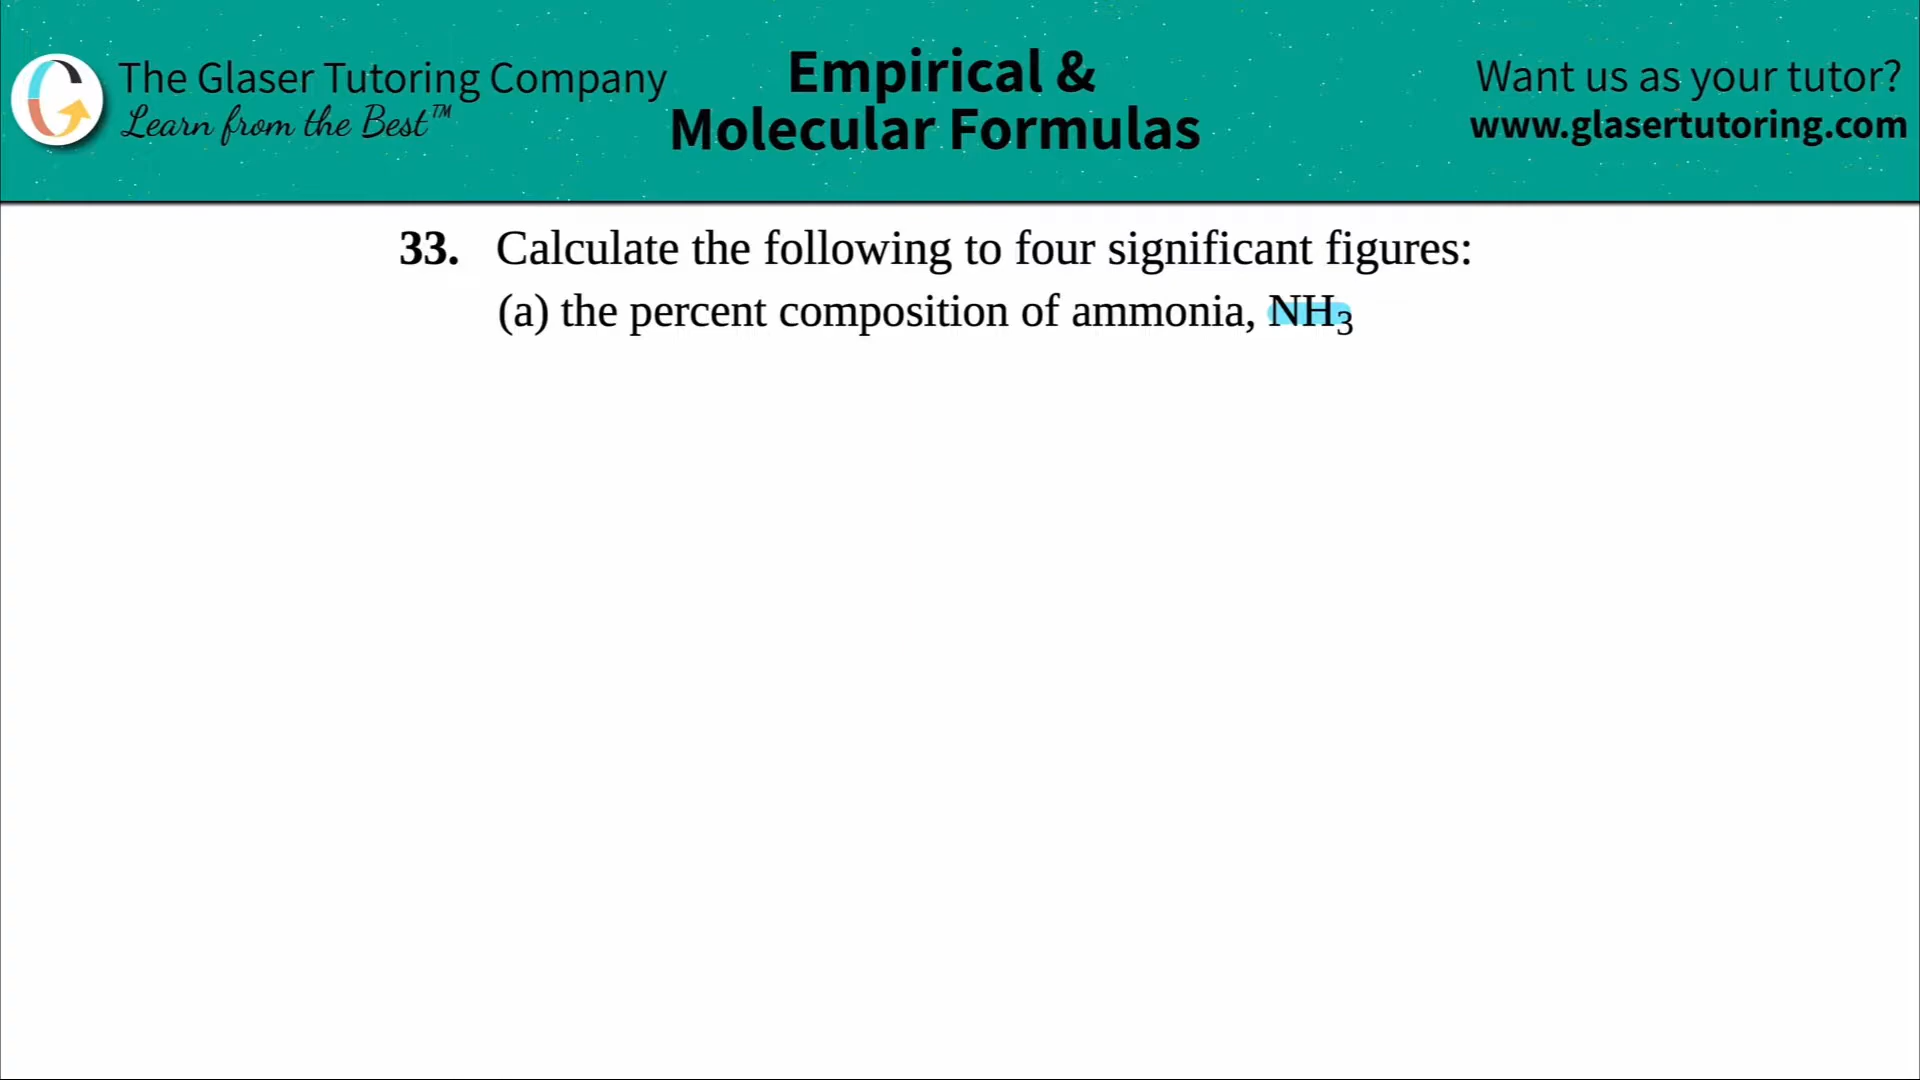 The Glaser Tutoring Company
Learn from the Best™
Empirical &
Molecular Formulas
Want us as your tutor?
www.glasertutoring.com
33. Calculate the following to four significant figures:
(a) the percent composition of ammonia, NH₃